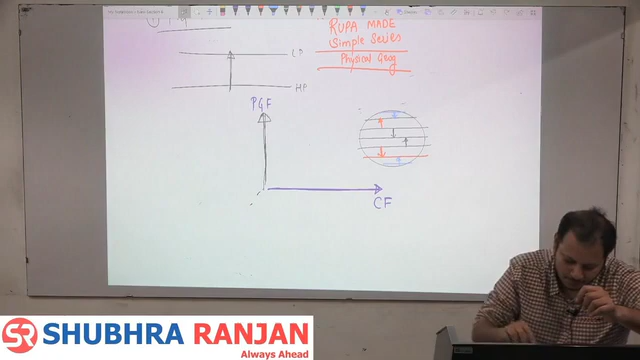 RUPA MADE
Simple Series
Physical Geog
LP
HP
PGF
CF
SR SHUBHRA RANJAN
Always Ahead